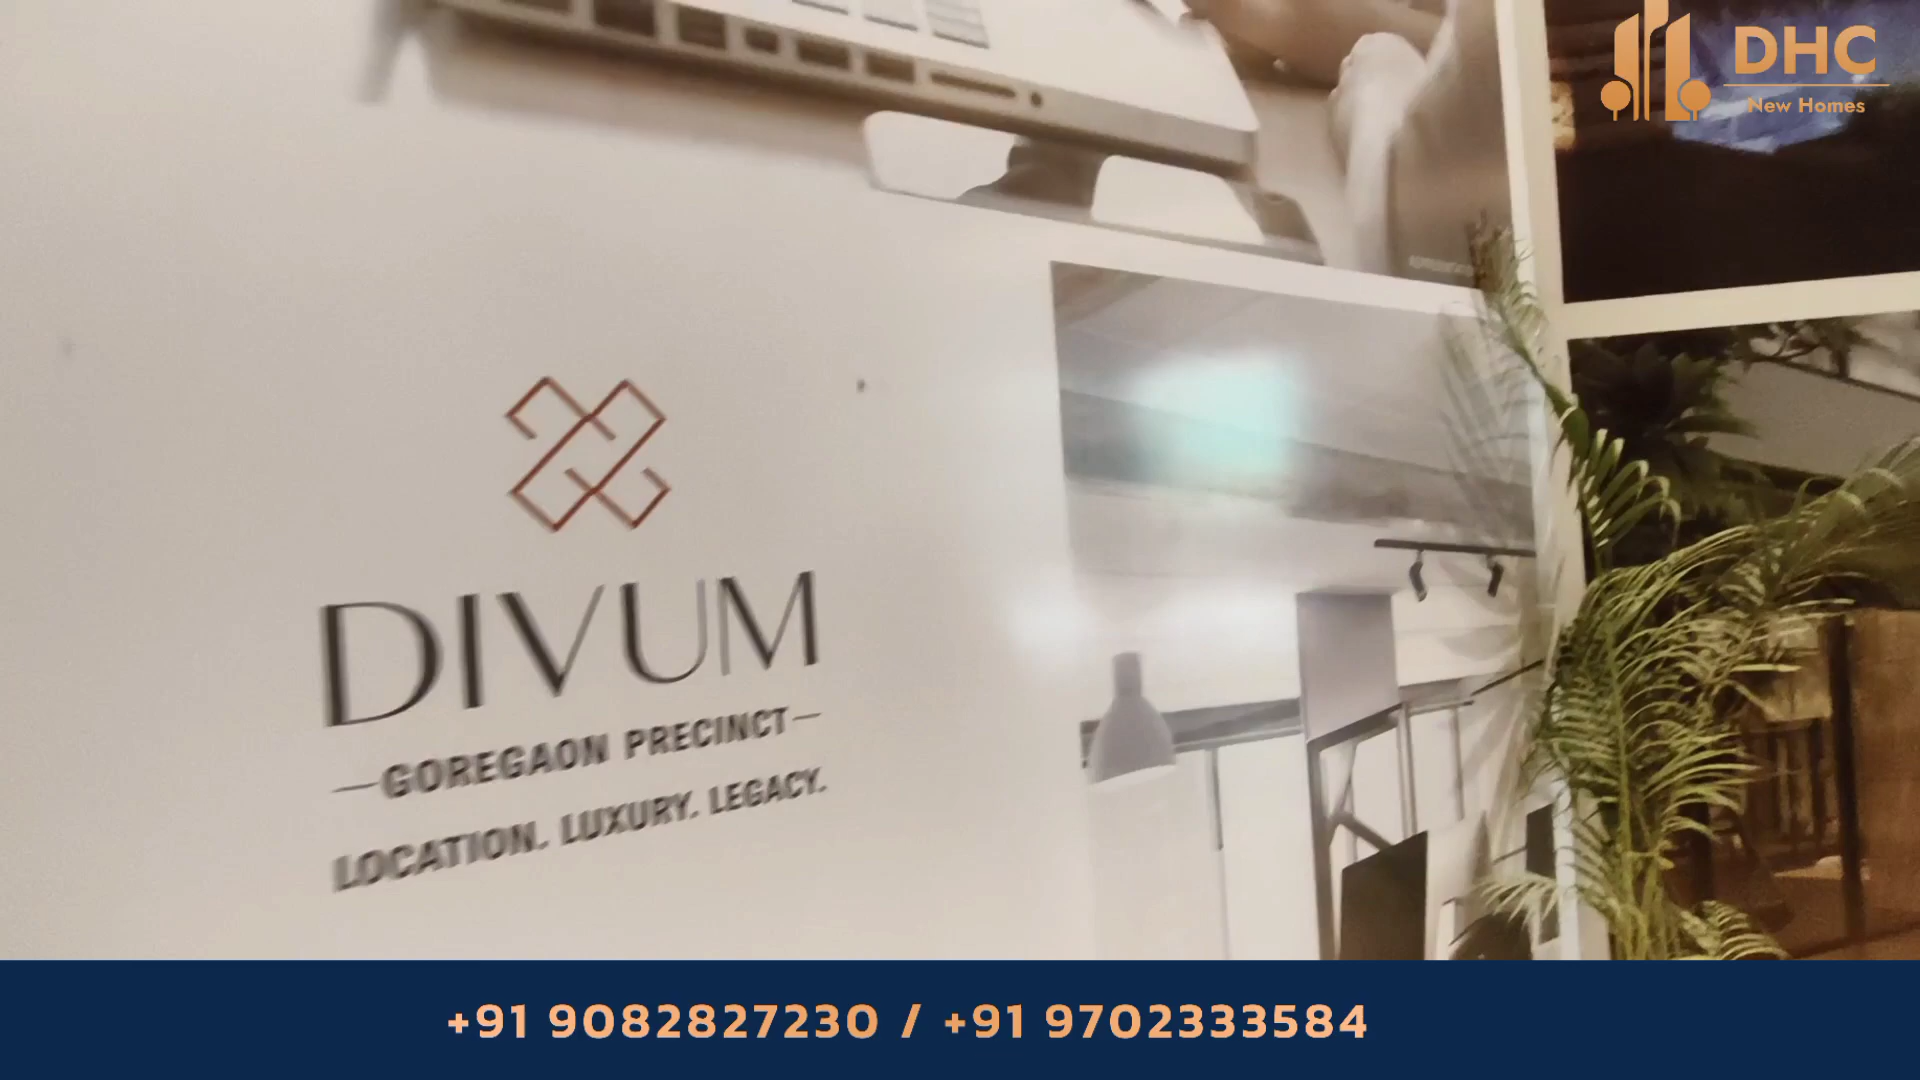 DHC
New Homes
DIVUM
—GOREGAON PRECINCT—
LOCATION. LUXURY. LEGACY.
+91 9082827230 / +91 9702333584